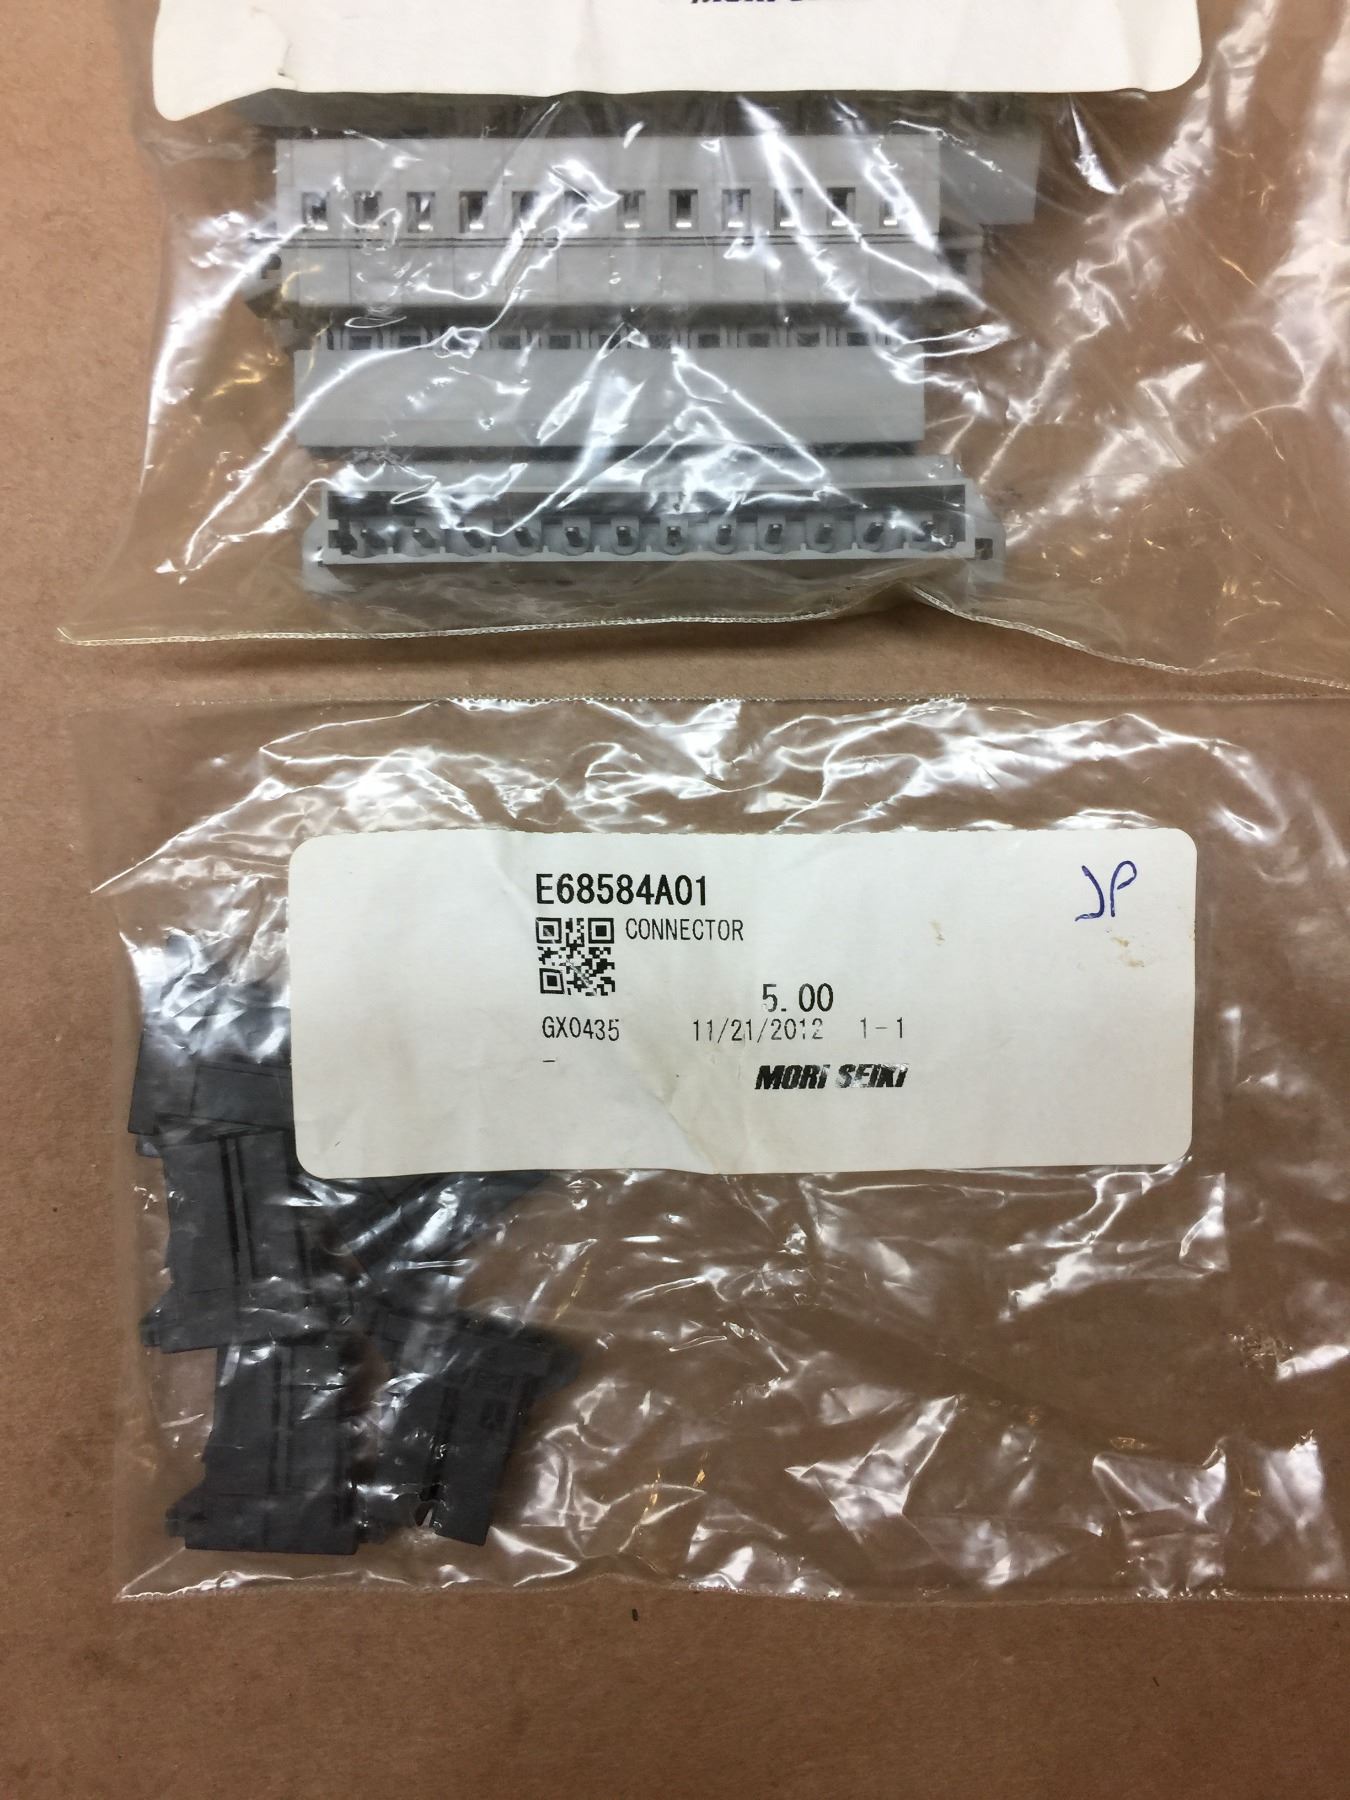 E68584A01
JP
CONNECTOR
5.00
GX0435 11/21/2012 1-1
-
MORI SEIKI